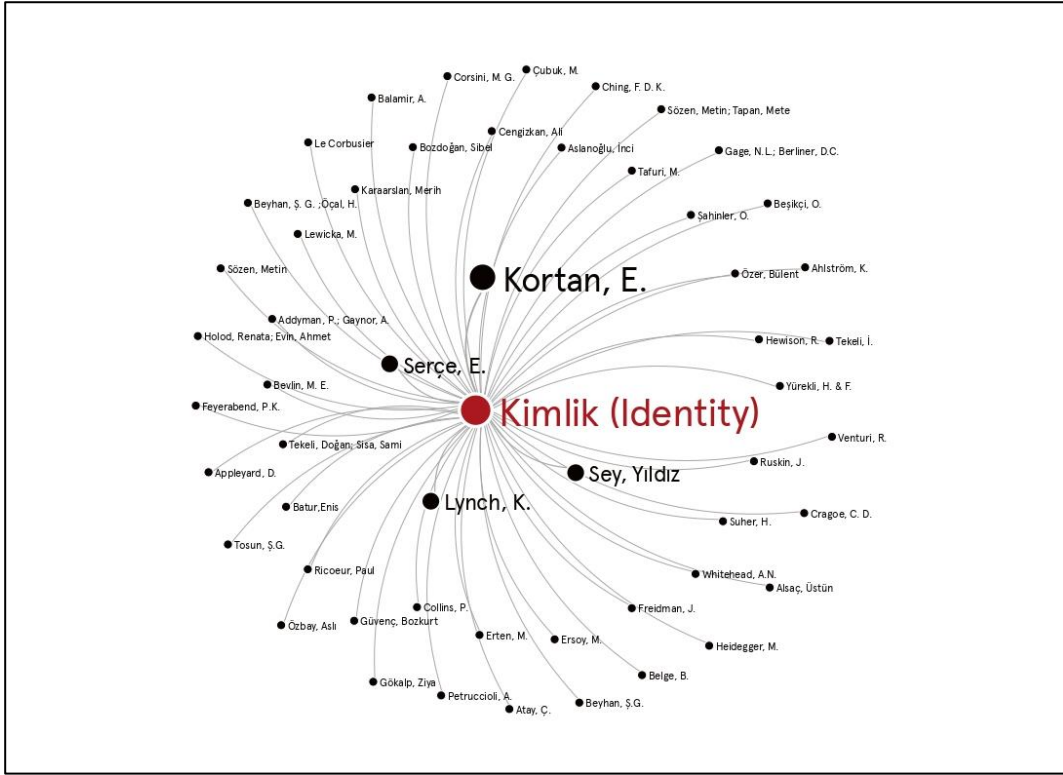 Çubuk, M.
Corsini, M. G.
Ching, F. D. K.
Balamir, A.
Sözen, Metin; Tapan, Mete
Cengizkan, Ali
Le Corbusier
Bozdoğan, Sibel
Aslanoğlu, İnci
Gage, N.L.; Berliner, D.C.
Tafuri, M.
Karaarslan, Merih
Beyhan, Ş. G. ;Öçal, H.
Beşikçi, O.
Şahinler, O.
Lewicka, M.
Sözen, Metin
Ahlström, K.
Özer, Bülent
Kortan, E.
Addyman, P.; Gaynor, A.
Holod, Renata; Evin, Ahmet
Hewison, R.
Tekeli, İ.
Serçe, E.
Bevlin, M. E.
Yürekli, H. & F.
Feyerabend, P.K.
Kimlik (Identity)
Venturi, R.
Tekeli, Doğan; Sisa, Sami
Ruskin, J.
Appleyard, D.
Sey, Yıldız
Lynch, K.
Batur,Enis
Cragoe, C. D.
Suher, H.
Tosun, Ş.G.
Ricoeur, Paul
Whitehead, A.N.
Alsaç, Üstün
Collins, P.
Freidman, J.
Özbay, Aslı
Güvenç, Bozkurt
Erten, M.
Ersoy, M.
Heidegger, M.
Gökalp, Ziya
Belge, B.
Petruccioli, A.
Beyhan, Ş.G.
Atay, Ç.